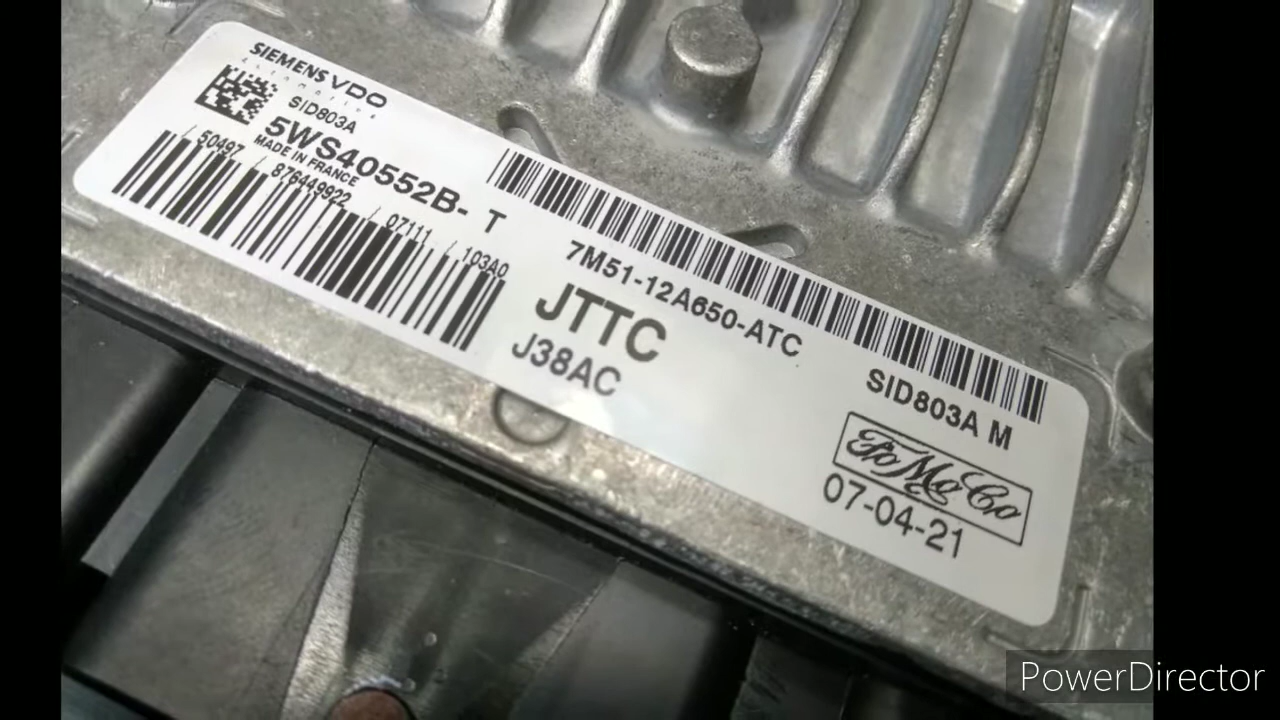 SIEMENS VDO
Automotive
SID803A
5WS40552B- T
MADE IN FRANCE
/ 50497 / 876449922 / 07111 / 103A0
7M51-12A650-ATC
JTTC
J38AC
SID803A M
FoMoCo
07-04-21
PowerDirector